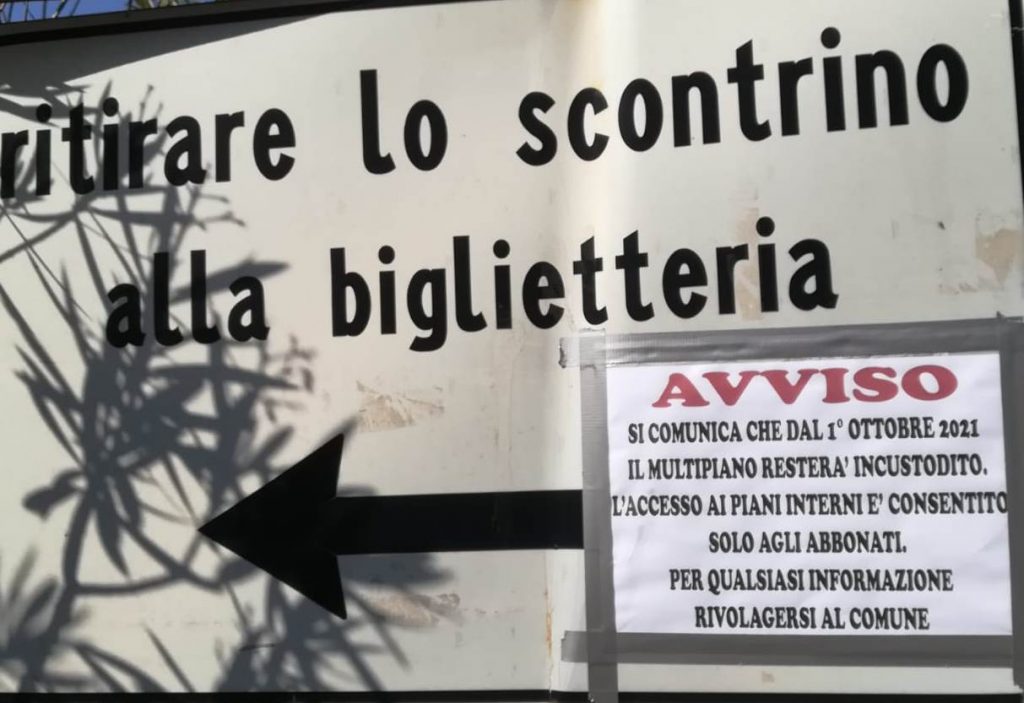 ritirare lo scontrino
alla biglietteria
AVVISO
SI COMUNICA CHE DAL 1° OTTOBRE 2021
IL MULTIPIANO RESTERA' INCUSTODITO.
L'ACCESSO AI PIANI INTERNI E' CONSENTITO
SOLO AGLI ABBONATI.
PER QUALSIASI INFORMAZIONE
RIVOLAGERSI AL COMUNE